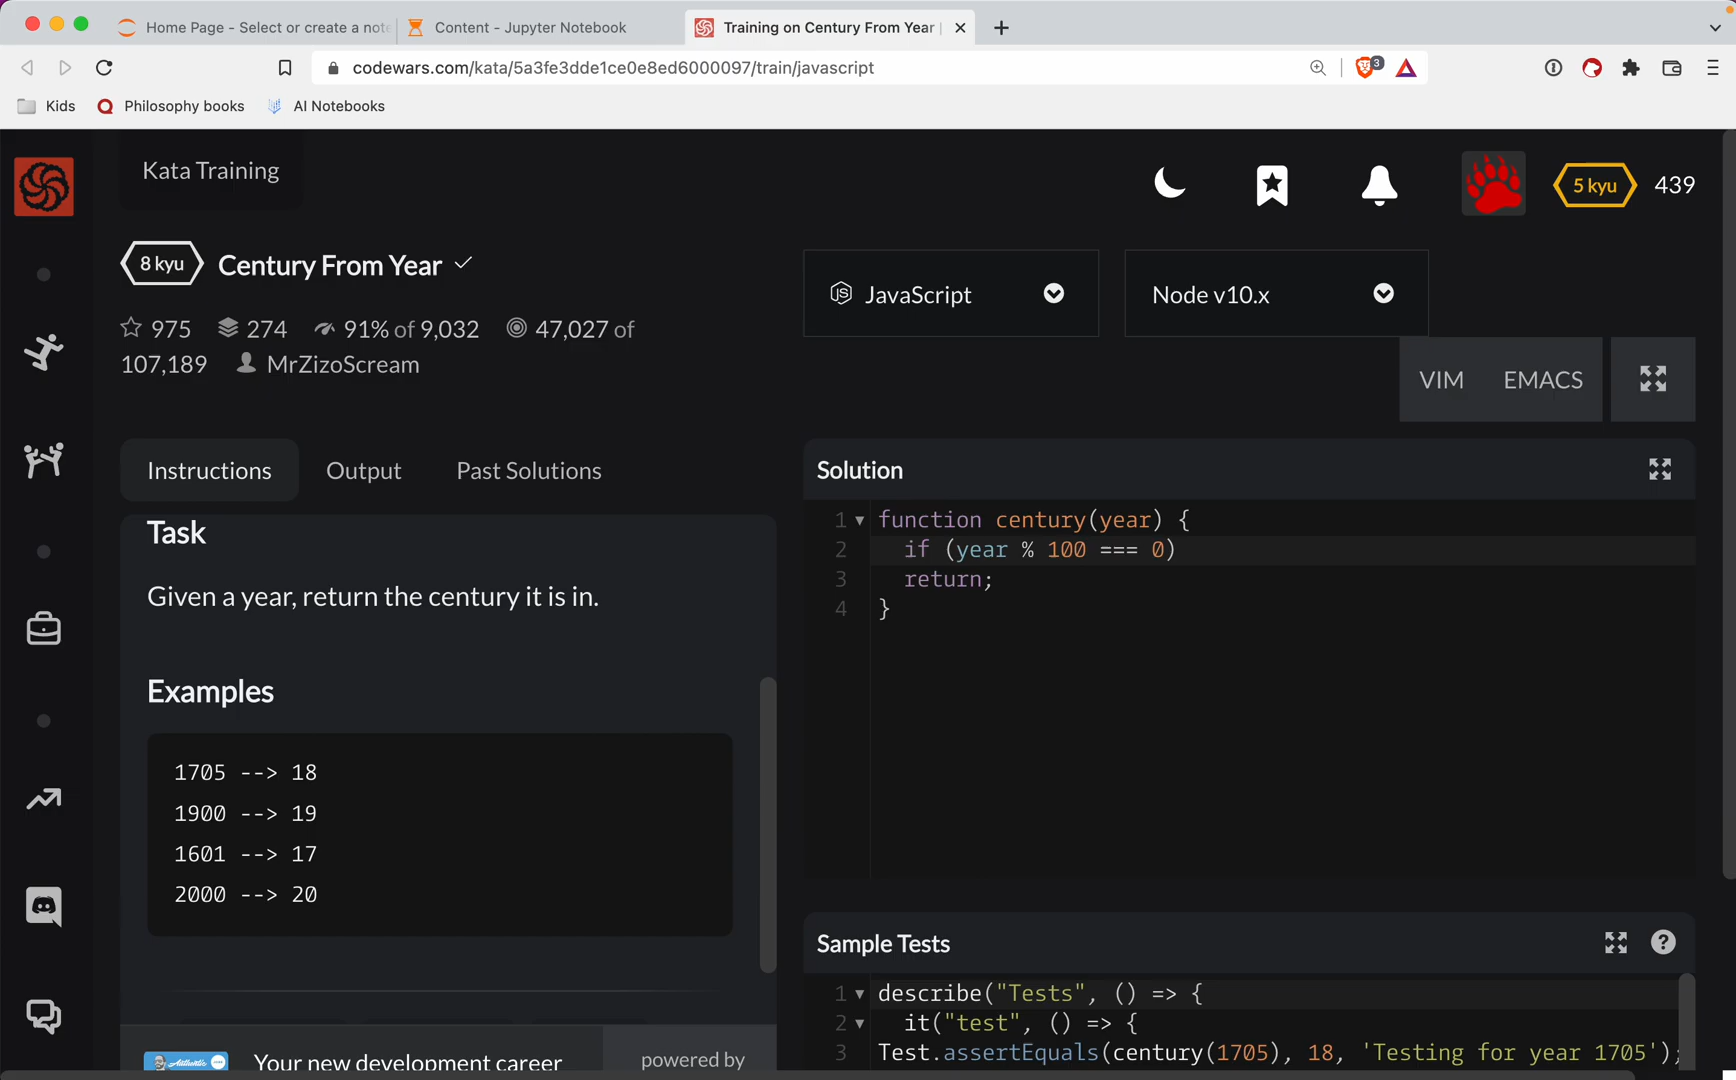 Home Page - Select or create a note
Content - Jupyter Notebook
Training on Century From Year |
codewars.com/kata/5a3fe3dde1ce0e8ed6000097/train/javascript
3
Kids
Philosophy books
AI Notebooks
Kata Training
5 kyu
439
8 kyu
Century From Year
975
274
91% of 9,032
47,027 of
107,189
MrZizoScream
JS
JavaScript
Node v10.x
VIM
EMACS
Instructions
Output
Past Solutions
Task
Given a year, return the century it is in.
Examples
1705 --> 18
1900 --> 19
1601 --> 17
2000 --> 20
Authentic
Your new development career
powered by
Solution
1 function century(year) {
2 if (year % 100 === 0)
3 return;
4 }
Sample Tests
?
1 describe("Tests", () => {
2 it("test", () => {
3 Test.assertEquals(century(1705), 18, 'Testing for year 1705');